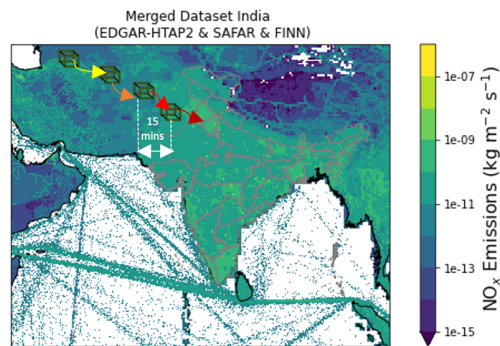 Merged Dataset India
(EDGAR-HTAP2 & SAFAR & FINN)
15
mins
1e-07
1e-09
1e-11
1e-13
1e-15
NOₓ Emissions (kg m⁻² s⁻¹)